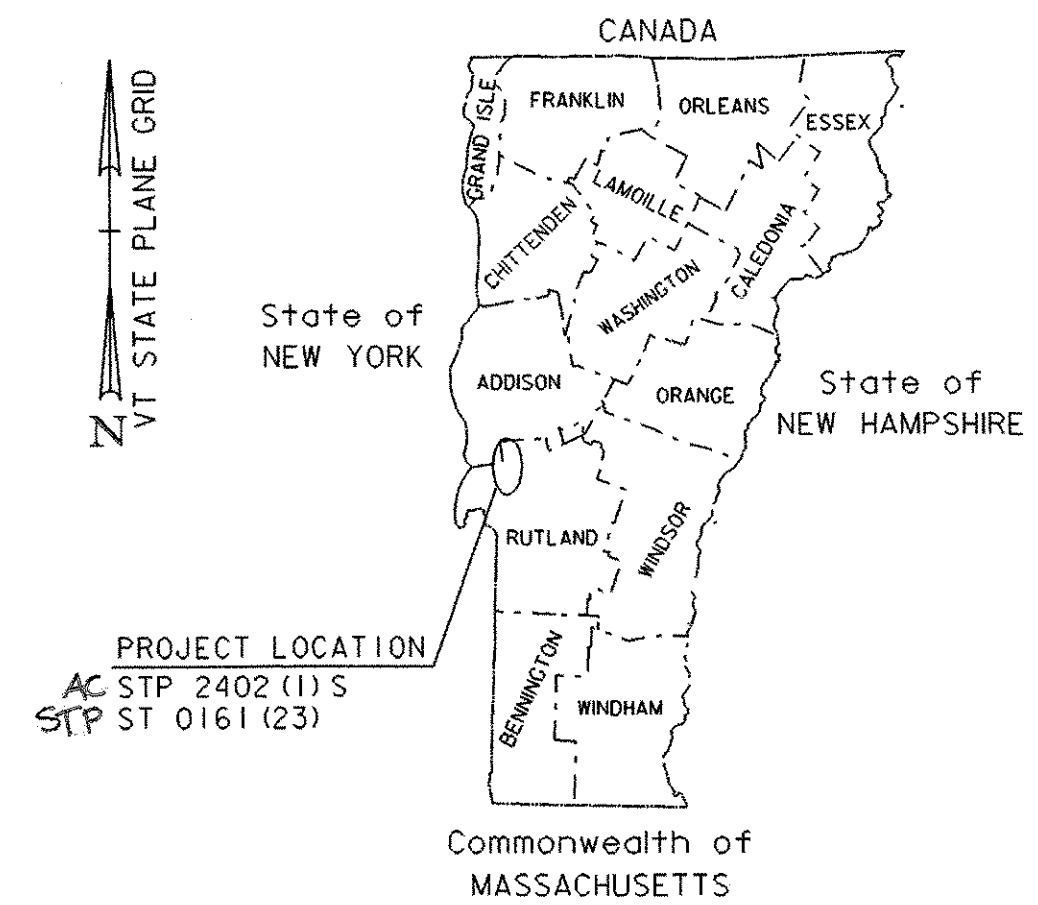 CANADA
VT STATE PLANE GRID
N
GRAND ISLE
FRANKLIN
ORLEANS
ESSEX
LAMOILLE
CHITTENDEN
CALEDONIA
WASHINGTON
State of
NEW YORK
ADDISON
ORANGE
State of
NEW HAMPSHIRE
RUTLAND
WINDSOR
PROJECT LOCATION
AC STP 2402 (1) S
STP ST 0161 (23)
BENNINGTON
WINDHAM
Commonwealth of
MASSACHUSETTS